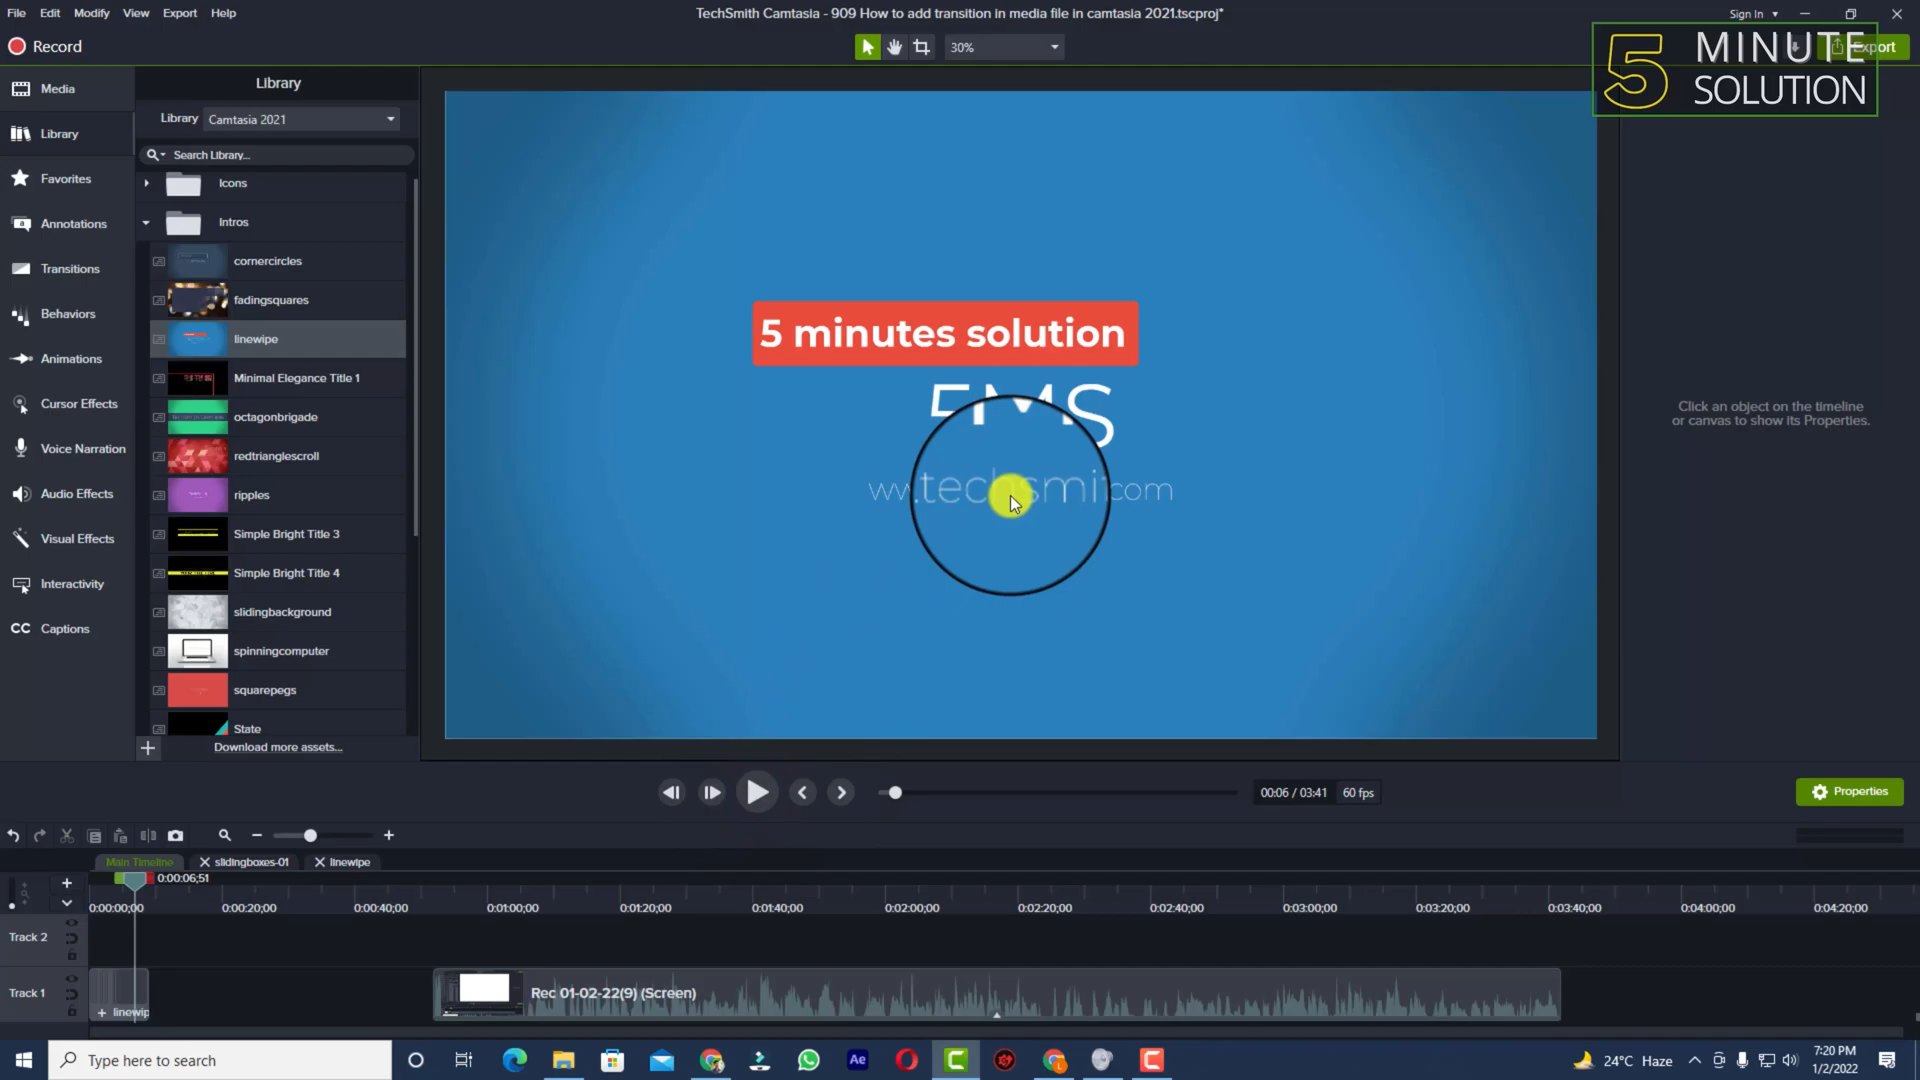 File Edit Modify View Export Help
TechSmith Camtasia - 909 How to add transition in media file in camtasia 2021.tscproj*
Sign In
Record
30%
Export
5 MINUTE SOLUTION
Media
Library
Favorites
Annotations
Transitions
Behaviors
Animations
Cursor Effects
Voice Narration
Audio Effects
Visual Effects
Interactivity
CC Captions
Library
Library Camtasia 2021
Search Library...
Icons
Intros
cornercircles
fadingsquares
linewipe
Minimal Elegance Title 1
octagonbrigade
redtrianglescroll
ripples
Simple Bright Title 3
Simple Bright Title 4
slidingbackground
spinningcomputer
squarepegs
State
Download more assets...
5 minutes solution
Click an object on the timeline
or canvas to show its Properties.
00:06 / 03:41 60 fps
Properties
Main Timeline slidingboxes-01 linewipe
0:00:06;51
0:00:00;00 0:00:20;00 0:00:40;00 0:01:00;00 0:01:20;00 0:01:40;00 0:02:00;00 0:02:20;00 0:02:40;00 0:03:00;00 0:03:20;00 0:03:40;00 0:04:00;00 0:04:20;00
Track 2
Track 1
+ linewip
Rec 01-02-22(9) (Screen)
Type here to search
Ae
24°C Haze
7:20 PM
1/2/2022